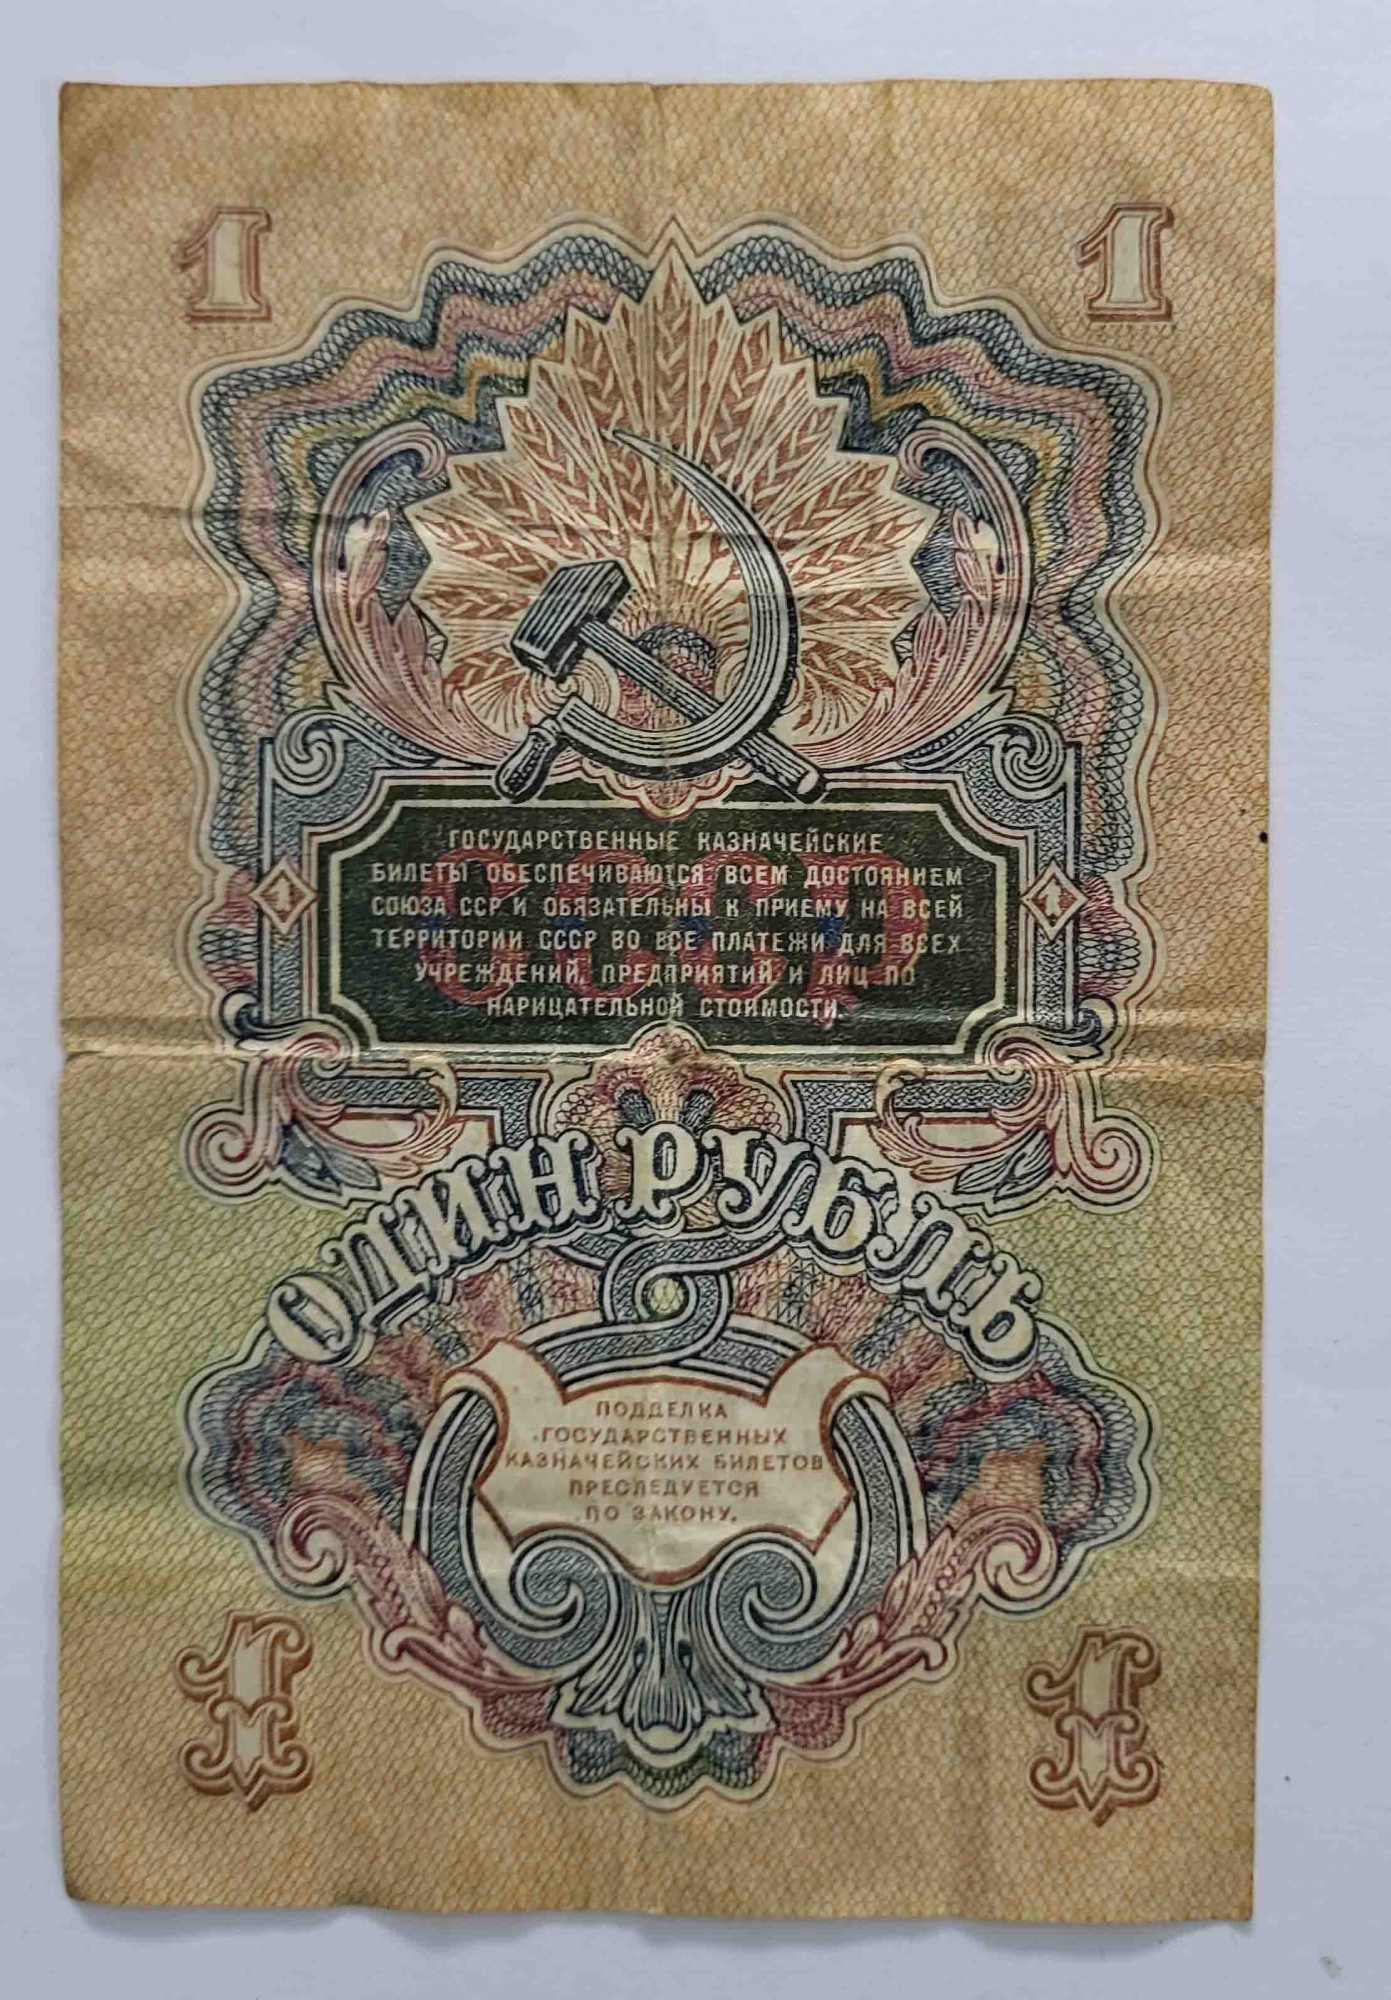 1 1
ГОСУДАРСТВЕННЫЕ КАЗНАЧЕЙСКИЕ
БИЛЕТЫ ОБЕСПЕЧИВАЮТСЯ ВСЕМ ДОСТОЯНИЕМ
СОЮЗА ССР И ОБЯЗАТЕЛЬНЫ К ПРИЕМУ НА ВСЕЙ
ТЕРРИТОРИИ СССР ВО ВСЕ ПЛАТЕЖИ ДЛЯ ВСЕХ
УЧРЕЖДЕНИЙ, ПРЕДПРИЯТИЙ И ЛИЦ ПО
НАРИЦАТЕЛЬНОЙ СТОИМОСТИ.
СССР
1 1
ОДИН РУБЛЬ
ПОДДЕЛКА
ГОСУДАРСТВЕННЫХ
КАЗНАЧЕЙСКИХ БИЛЕТОВ
ПРЕСЛЕДУЕТСЯ
ПО ЗАКОНУ.
1 1